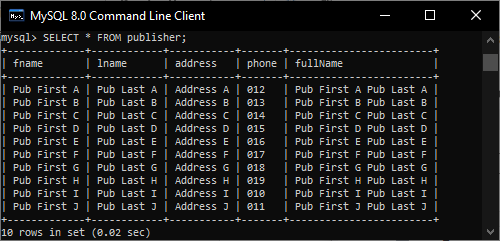 MySQL 8.0 Command Line Client
mysql> SELECT * FROM publisher;
+-------------+------------+-----------+-------+------------------------+
| fname       | lname      | address   | phone | fullName               |
+-------------+------------+-----------+-------+------------------------+
| Pub First A | Pub Last A | Address A | 012   | Pub First A Pub Last A |
| Pub First B | Pub Last B | Address B | 013   | Pub First B Pub Last B |
| Pub First C | Pub Last C | Address C | 014   | Pub First C Pub Last C |
| Pub First D | Pub Last D | Address D | 015   | Pub First D Pub Last D |
| Pub First E | Pub Last E | Address E | 016   | Pub First E Pub Last E |
| Pub First F | Pub Last F | Address F | 017   | Pub First F Pub Last F |
| Pub First G | Pub Last G | Address G | 018   | Pub First G Pub Last G |
| Pub First H | Pub Last H | Address H | 019   | Pub First H Pub Last H |
| Pub First I | Pub Last I | Address I | 010   | Pub First I Pub Last I |
| Pub First J | Pub Last J | Address J | 011   | Pub First J Pub Last J |
+-------------+------------+-----------+-------+------------------------+
10 rows in set (0.02 sec)